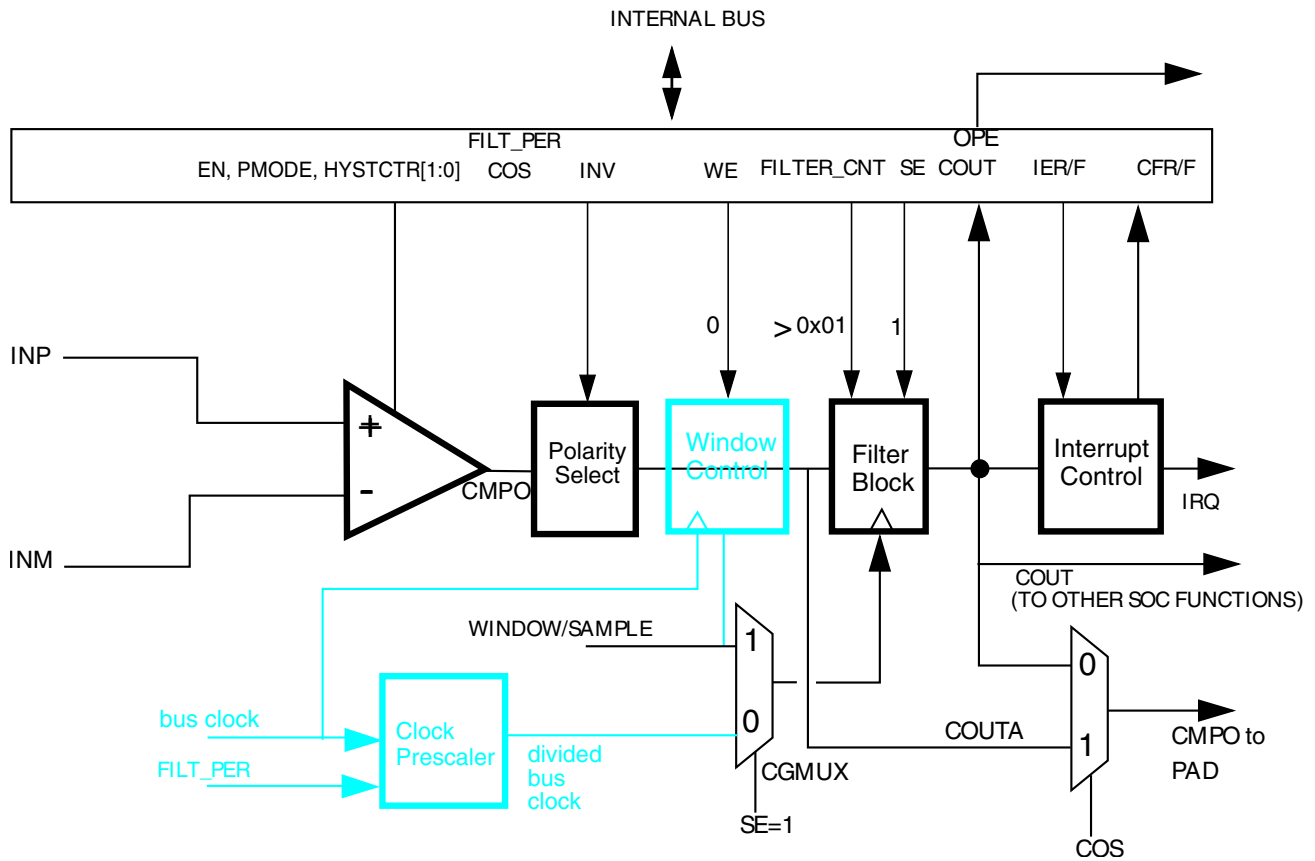 INTERNAL BUS
FILT_PER
OPE
EN, PMODE, HYSTCTR[1:0]
COS
INV
WE
FILTER_CNT
SE
COUT
IER/F
CFR/F
0
> 0x01
1
INP
+
-
CMPO
INM
Polarity
Select
Window
Control
Filter
Block
Interrupt
Control
IRQ
COUT
(TO OTHER SOC FUNCTIONS)
WINDOW/SAMPLE
1
0
CGMUX
SE=1
bus clock
FILT_PER
Clock
Prescaler
divided
bus
clock
COUTA
0
1
CMPO to
PAD
COS